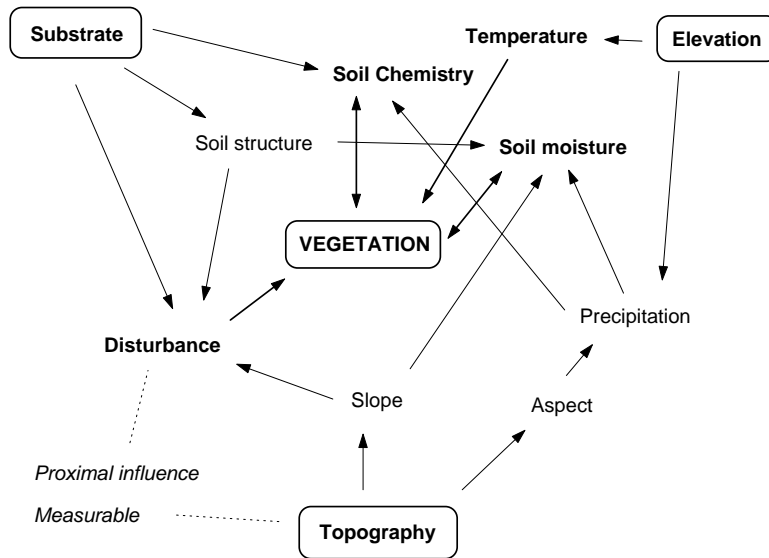 Substrate
Temperature
Elevation
Soil Chemistry
Soil structure
Soil moisture
VEGETATION
Precipitation
Disturbance
Slope
Aspect
Proximal influence
Measurable
Topography